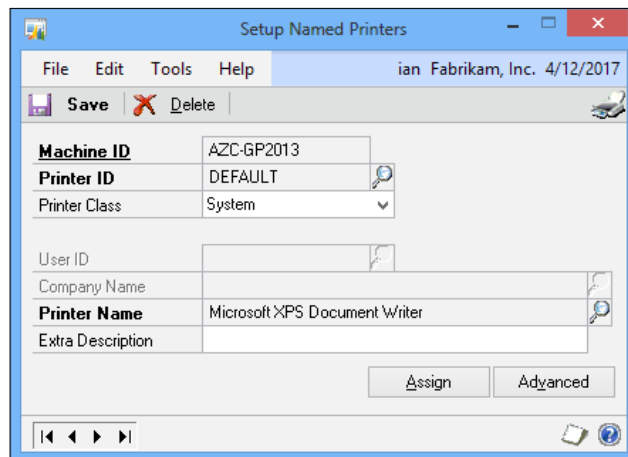 Setup Named Printers
File Edit Tools Help ian Fabrikam, Inc. 4/12/2017
Save Delete
Machine ID AZC-GP2013
Printer ID DEFAULT
Printer Class System
User ID
Company Name
Printer Name Microsoft XPS Document Writer
Extra Description
Assign Advanced